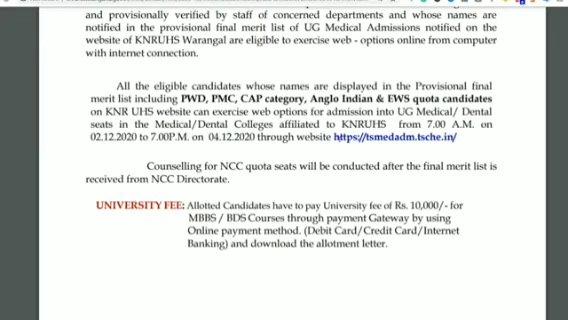 and provisionally verified by staff of concerned departments and whose names are
notified in the provisional final merit list of UG Medical Admissions notified on the
website of KNRUHS Warangal are eligible to exercise web - options online from computer
with internet connection.
All the eligible candidates whose names are displayed in the Provisional final
merit list including PWD, PMC, CAP category, Anglo Indian & EWS quota candidates
on KNR UHS website can exercise web options for admission into UG Medical/ Dental
seats in the Medical/Dental Colleges affiliated to KNRUHS from 7.00 A.M. on
02.12.2020 to 7.00P.M. on 04.12.2020 through website https://tsmedadm.tsche.in/
Counselling for NCC quota seats will be conducted after the final merit list is
received from NCC Directorate.
UNIVERSITY FEE: Allotted Candidates have to pay University fee of Rs. 10,000/- for
MBBS / BDS Courses through payment Gateway by using
Online payment method. (Debit Card/Credit Card/Internet
Banking) and download the allotment letter.